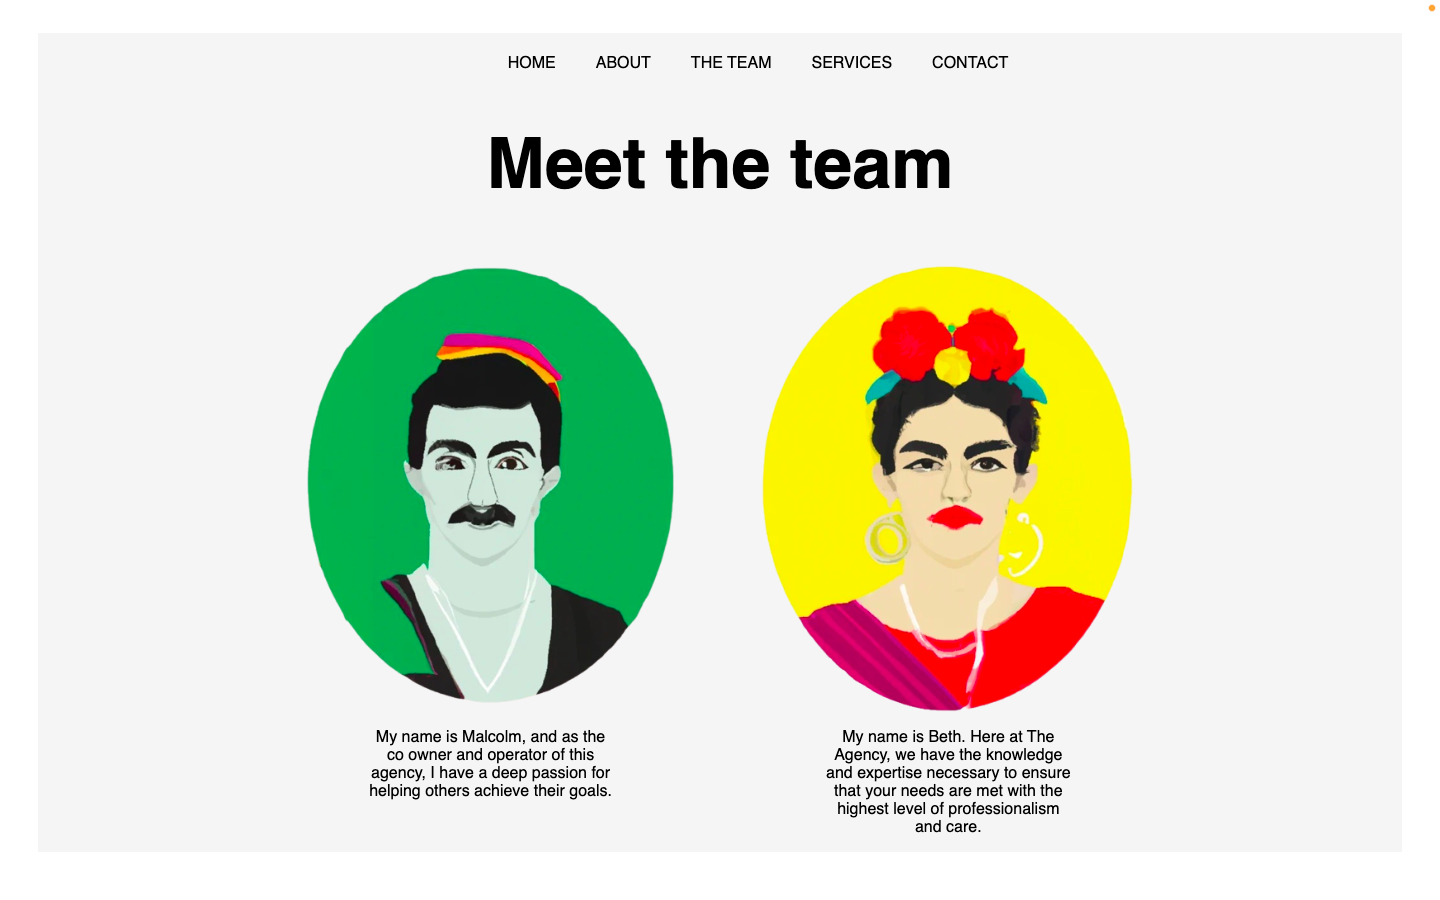 HOME ABOUT THE TEAM SERVICES CONTACT
Meet the team
My name is Malcolm, and as the
co owner and operator of this
agency, I have a deep passion for
helping others achieve their goals.
My name is Beth. Here at The
Agency, we have the knowledge
and expertise necessary to ensure
that your needs are met with the
highest level of professionalism
and care.